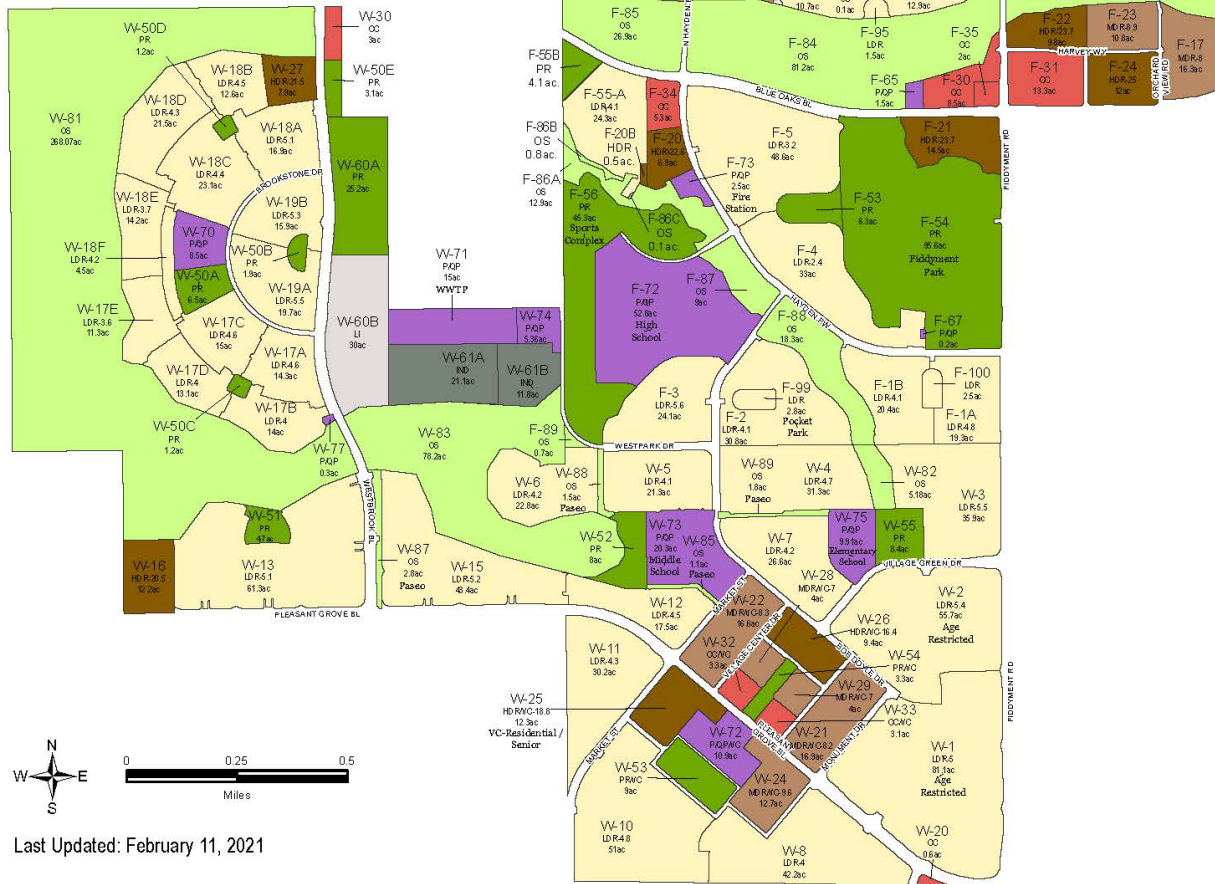 W-50D
PR
1.2ac
W-30
CC
3ac
W-50E
PR
3.1ac
W-18B
LDR-4.5
12.6ac
W-27
HDR-21.5
7.9ac
W-18D
LDR-4.3
21.5ac
W-81
OS
268.07ac
W-18A
LDR-5.1
16.9ac
W-60A
PR
25.2ac
W-18C
LDR-4.4
23.1ac
BROOKSTONE DR
W-18E
LDR-3.7
14.2ac
W-19B
LDR-5.3
15.9ac
W-70
P/QP
8.5ac
W-18F
LDR-4.2
4.5ac
W-50B
PR
1.9ac
W-50A
PR
6.5ac
W-19A
LDR-5.5
19.7ac
W-17E
LDR-3.6
11.3ac
W-17C
LDR-4.6
15ac
W-60B
LI
30ac
W-17A
LDR-4.6
14.3ac
W-17D
LDR-4
13.1ac
W-17B
LDR-4
14ac
W-50C
PR
1.2ac
W-77
P/QP
0.3ac
W-71
P/QP
15ac
WWTP
W-74
P/QP
5.36ac
W-61A
IND
21.1ac
W-61B
IND
11.8ac
W-83
OS
78.2ac
WESTBROOK BL
W-51
PR
47ac
W-16
HDR-20.5
12.2ac
W-13
LDR-5.1
61.3ac
PLEASANT GROVE BL
W-87
OS
2.8ac
Paseo
W-15
LDR-5.2
43.4ac
F-85
OS
26.9ac
N HAYDEN
10.7ac
0.1ac
12.9ac
F-95
LDR
1.5ac
F-84
OS
81.2ac
F-35
CC
2ac
F-22
HDR-23.7
9.8ac
F-23
MDR-8.9
10.8ac
F-17
MDR-8
16.3ac
HARVEY WY
F-65
P/QP
1.5ac
F-30
CC
8.5ac
F-31
CC
13.3ac
F-24
HDR-25
12ac
ORCHARD
VIEW RD
BLUE OAKS BL
F-55B
PR
4.1ac.
F-55-A
LDR-4.1
24.3ac
F-34
CC
5.3ac
F-86B
OS
0.8ac.
F-20B
HDR
0.5ac.
F-20
HDR-22.6
6.9ac
F-86A
OS
12.9ac
F-73
P/QP
2.5ac
Fire
Station
F-5
LDR-3.2
48.6ac
F-21
HDR-23.7
14.5ac
FIDDYMENT RD
F-56
PR
45.3ac
Sports
Complex
F-86C
OS
0.1ac.
F-53
PR
6.3ac
F-54
PR
95.6ac
Fiddyment
Park
F-4
LDR-2.4
33ac
F-72
P/QP
52.8ac
High
School
F-87
OS
9ac
HAYDEN PW
F-88
OS
18.3ac
F-67
P/QP
0.2ac
F-3
LDR-5.6
24.1ac
F-99
LDR
2.8ac
Pocket
Park
F-2
LDR-4.1
30.8ac
F-1B
LDR-4.1
20.4ac
F-100
LDR
2.5ac
F-1A
LDR-4.8
19.3ac
F-89
OS
0.7ac
WESTPARK DR
W-6
LDR-4.2
22.8ac
W-88
OS
1.5ac
Paseo
W-5
LDR-4.1
21.3ac
W-89
OS
1.8ac
Paseo
W-4
LDR-4.7
31.3ac
W-82
OS
5.18ac
W-3
LDR-5.5
35.9ac
W-52
PR
8ac
W-73
P/QP
20.3ac
Middle
School
W-85
OS
1.1ac
Paseo
W-7
LDR-4.2
26.6ac
W-75
P/QP
9.91ac
Elementary
School
W-55
PR
8.4ac
VILLAGE GREEN DR
W-28
MDR/VC-7
4ac
MARKET ST
W-22
MDR/VC-8.3
16.6ac
W-2
LDR-5.4
55.7ac
Age
Restricted
W-12
LDR-4.5
17.5ac
W-26
HDR/VC-16.4
9.4ac
W-32
CC/VC
3.3ac
VILLAGE CENTER DR
BOB DOYLE DR
W-54
PR/VC
3.3ac
W-11
LDR-4.3
30.2ac
W-29
MDR/VC-7
4ac
W-25
HDR/VC-18.8
12.3ac
VC-Residential /
Senior
W-33
CC/VC
3.1ac
FIDDYMENT RD
PLEASANT
GROVE BL
W-72
P/QP/VC
10.9ac
W-21
MDR/VC-8.2
16.9ac
MONUMENT DR
MARKET ST
W-1
LDR-5
81.1ac
Age
Restricted
W-53
PR/VC
9ac
W-24
MDR/VC-9.6
12.7ac
W-10
LDR-4.8
51ac
W-8
LDR-4
42.2ac
W-20
CC
0.6ac
N
W E
S
0 0.25 0.5
Miles
Last Updated: February 11, 2021